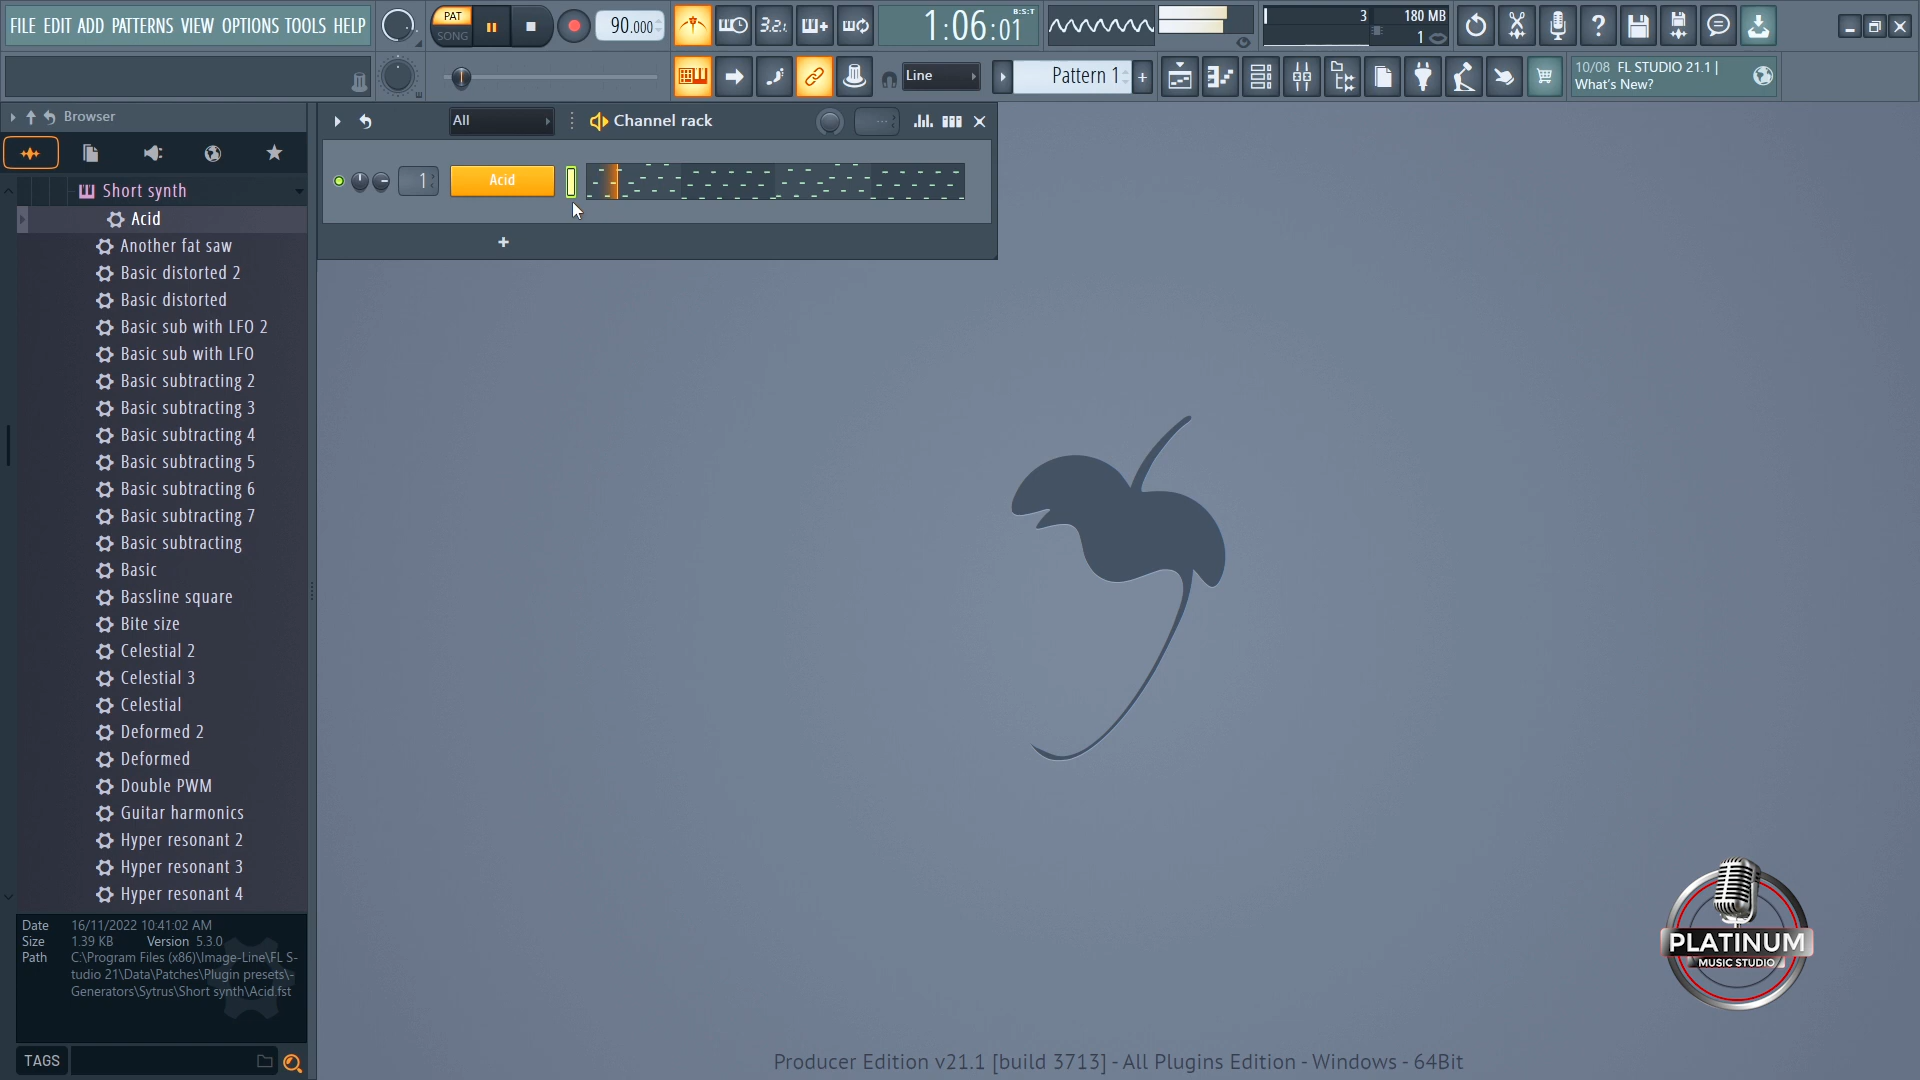 FILE EDIT ADD PATTERNS VIEW OPTIONS TOOLS HELP
PAT
SONG
90.000
3.2.
1:06:01
B:S:T
3
180 MB
1
Line
Pattern 1
+
10/08 FL STUDIO 21.1 |
What's New?
Browser
All
Channel rack
1
Acid
+
Short synth
Acid
Another fat saw
Basic distorted 2
Basic distorted
Basic sub with LFO 2
Basic sub with LFO
Basic subtracting 2
Basic subtracting 3
Basic subtracting 4
Basic subtracting 5
Basic subtracting 6
Basic subtracting 7
Basic subtracting
Basic
Bassline square
Bite size
Celestial 2
Celestial 3
Celestial
Deformed 2
Deformed
Double PWM
Guitar harmonics
Hyper resonant 2
Hyper resonant 3
Hyper resonant 4
Date 16/11/2022 10:41:02 AM
Size 1.39 KB Version 5.3.0
Path C:\Program Files (x86)\Image-Line\FL S-
tudio 21\Data\Patches\Plugin presets\-
Generators\Sytrus\Short synth\Acid.fst
TAGS
PLATINUM
MUSIC STUDIO
Producer Edition v21.1 [build 3713] - All Plugins Edition - Windows - 64Bit